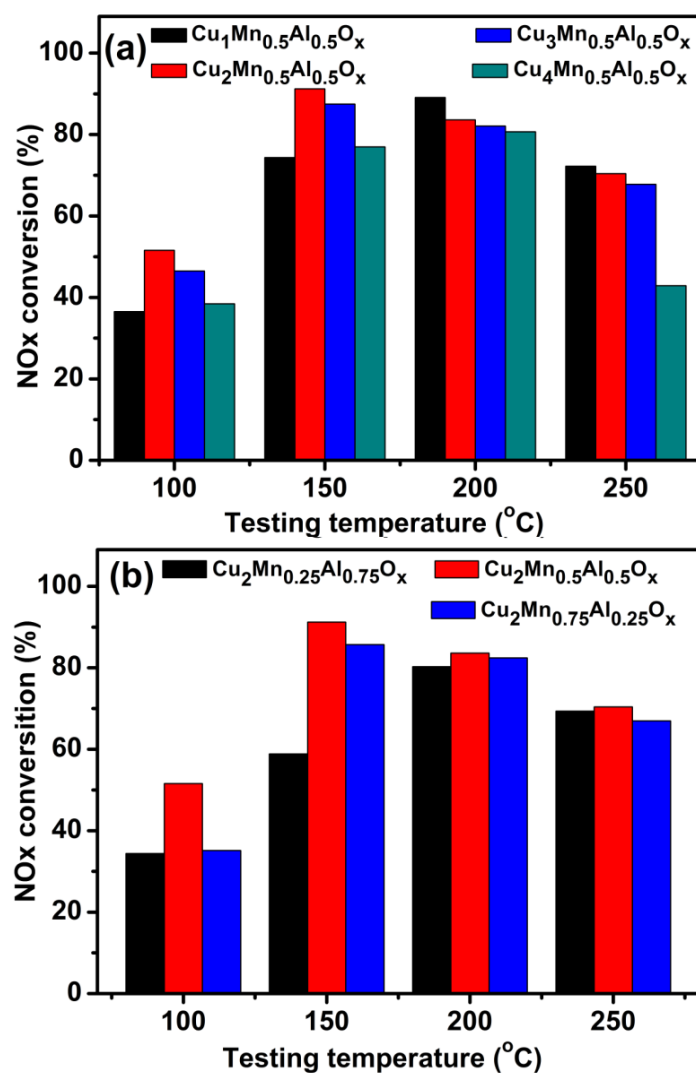 (a)
Cu₁Mn₀.₅Al₀.₅Oₓ
Cu₃Mn₀.₅Al₀.₅Oₓ
Cu₂Mn₀.₅Al₀.₅Oₓ
Cu₄Mn₀.₅Al₀.₅Oₓ
NOx conversion (%)
100
80
60
40
20
0
100 150 200 250
Testing temperature (°C)
(b)
Cu₂Mn₀.₂₅Al₀.₇₅Oₓ
Cu₂Mn₀.₅Al₀.₅Oₓ
Cu₂Mn₀.₇₅Al₀.₂₅Oₓ
NOx conversition (%)
100
80
60
40
20
0
100 150 200 250
Testing temperature (°C)